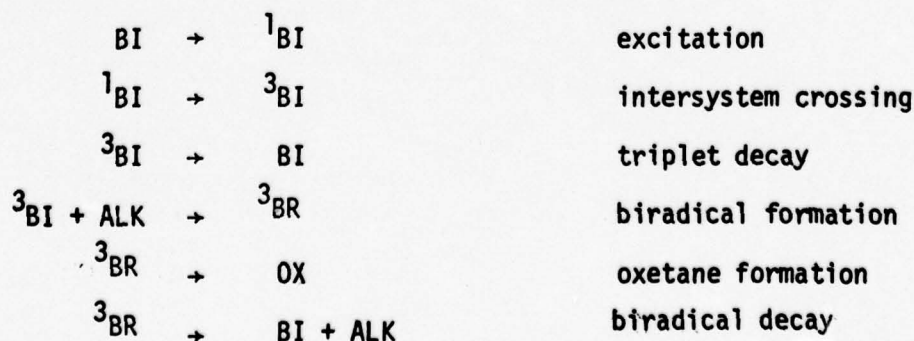 BI → ¹BI excitation
¹BI → ³BI intersystem crossing
³BI → BI triplet decay
³BI + ALK → ³BR biradical formation
³BR → OX oxetane formation
³BR → BI + ALK biradical decay